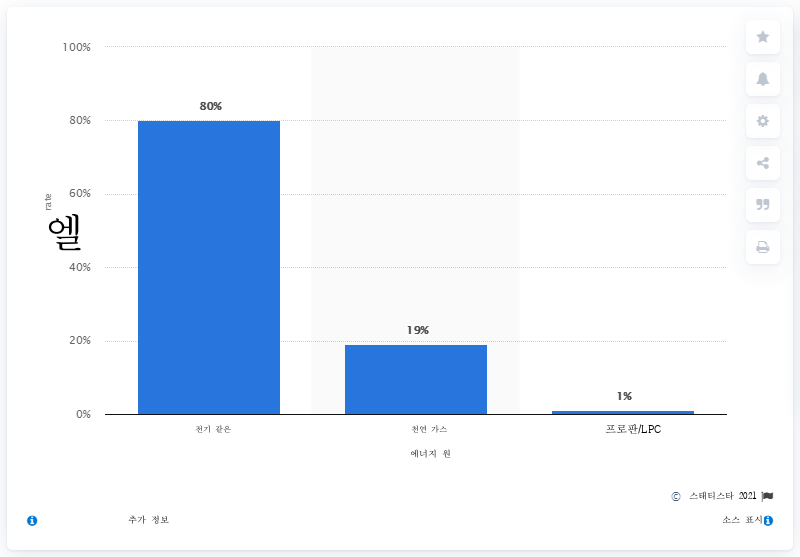 100%
80%
80%
rate
60%
엘
40%
19%
20%
1%
0%
전기 같은
천연 가스
프로판/LPC
에너지 원
© 스태티스타 2021
추가 정보
소스 표시